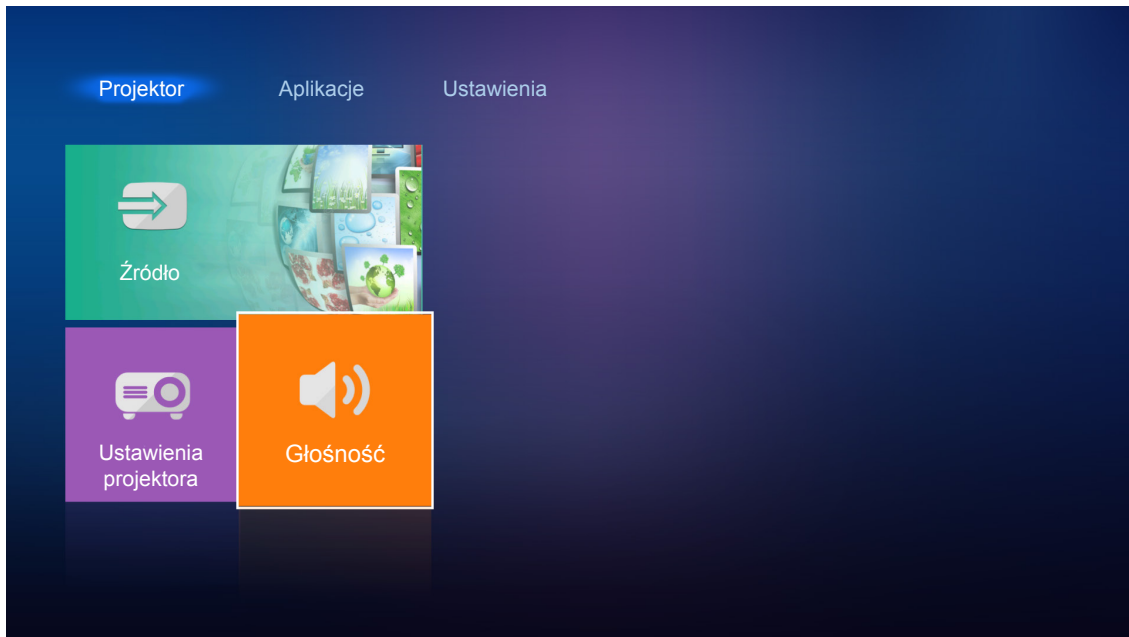 Projektor Aplikacje Ustawienia
Źródło
Ustawienia
projektora
Głośność